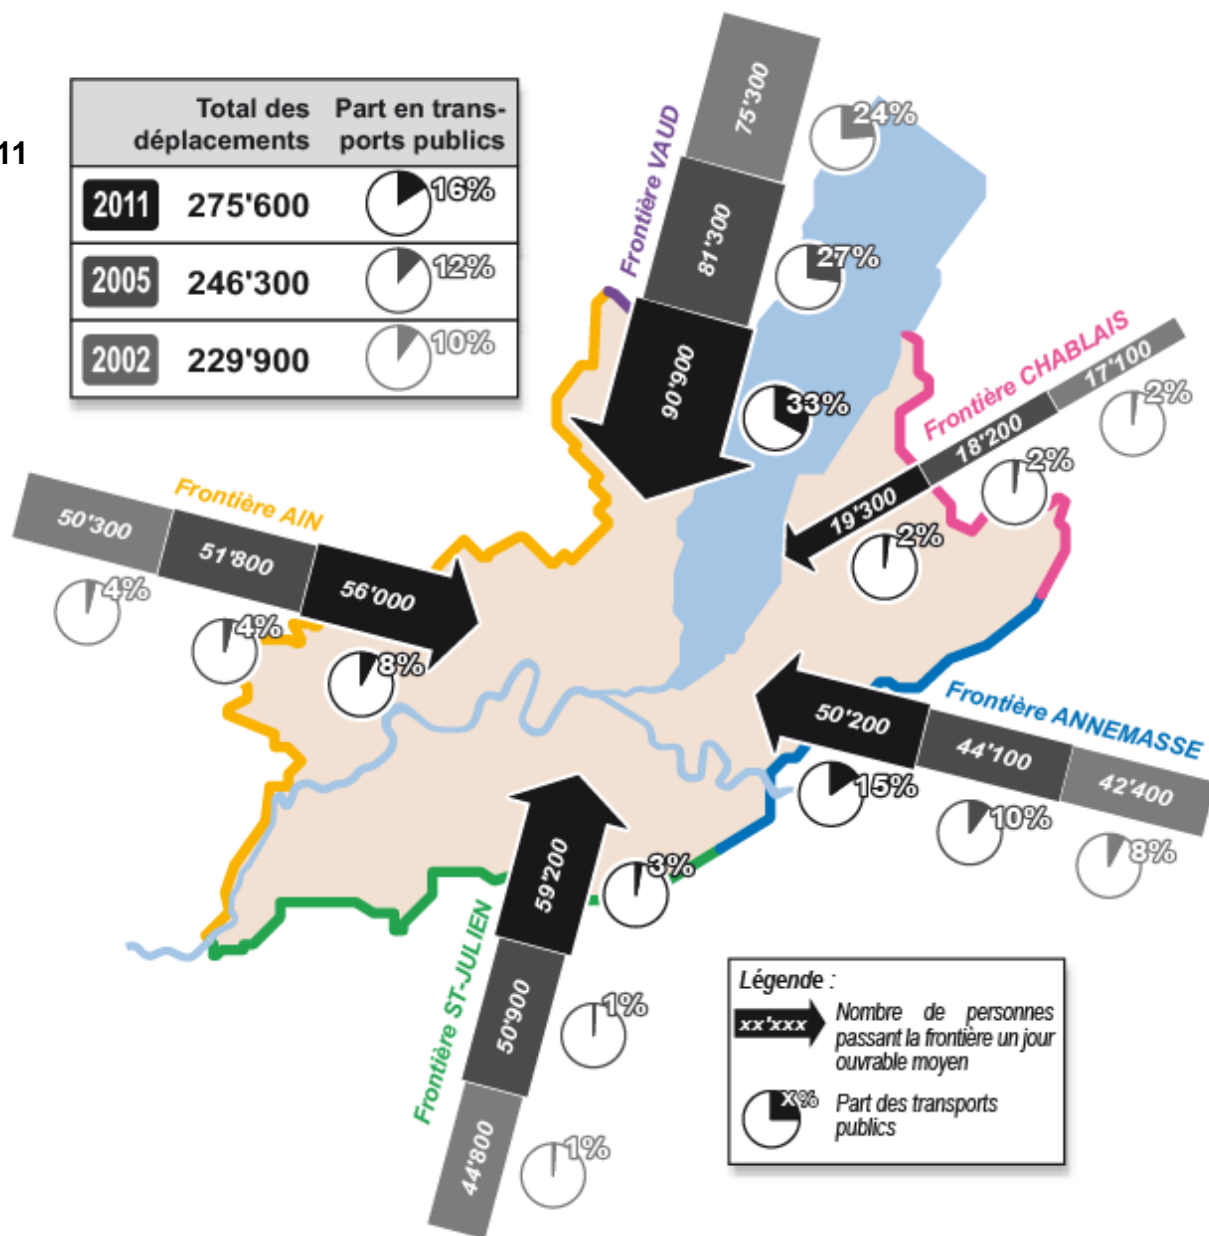 11
Total des
déplacements
Part en trans-
ports publics
2011 275'600 16%
2005 246'300 12%
2002 229'900 10%
Frontière VAUD
75'300
24%
81'300
27%
90'900
33%
Frontière CHABLAIS
17'100
2%
18'200
2%
19'300
2%
Frontière AIN
50'300
4%
51'800
4%
56'000
8%
Frontière ANNEMASSE
50'200
15%
44'100
10%
42'400
8%
Frontière ST-JULIEN
59'200
3%
50'900
1%
44'800
1%
Légende :
xx'xxx
Nombre de personnes
passant la frontière un jour
ouvrable moyen
X%
Part des transports
publics